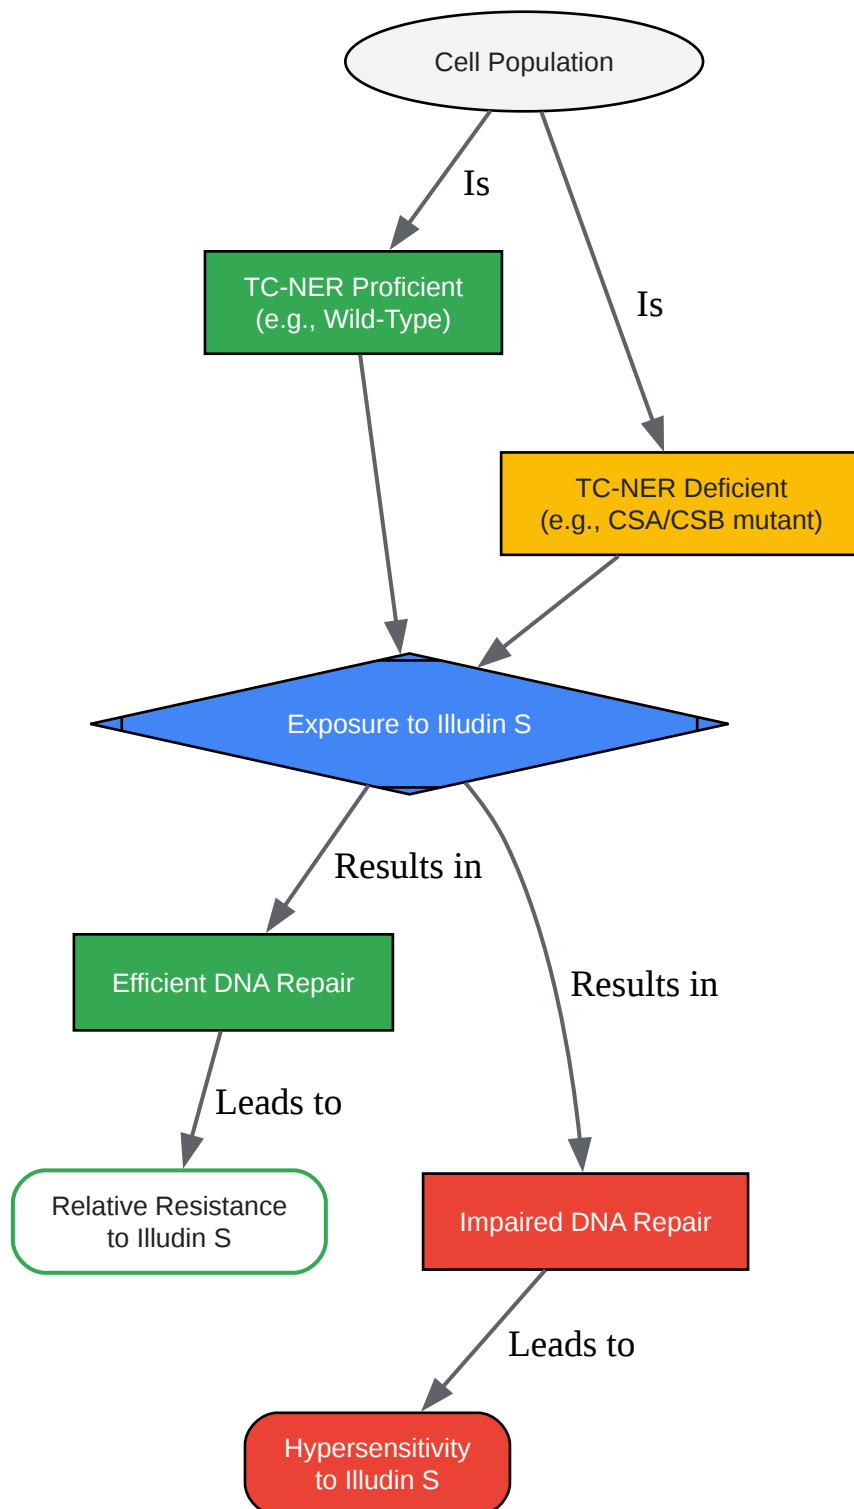 Cell Population
Is
TC-NER Proficient
(e.g., Wild-Type)
Is
TC-NER Deficient
(e.g., CSA/CSB mutant)
Exposure to Illudin S
Results in
Efficient DNA Repair
Results in
Leads to
Relative Resistance
to Illudin S
Impaired DNA Repair
Leads to
Hypersensitivity
to Illudin S